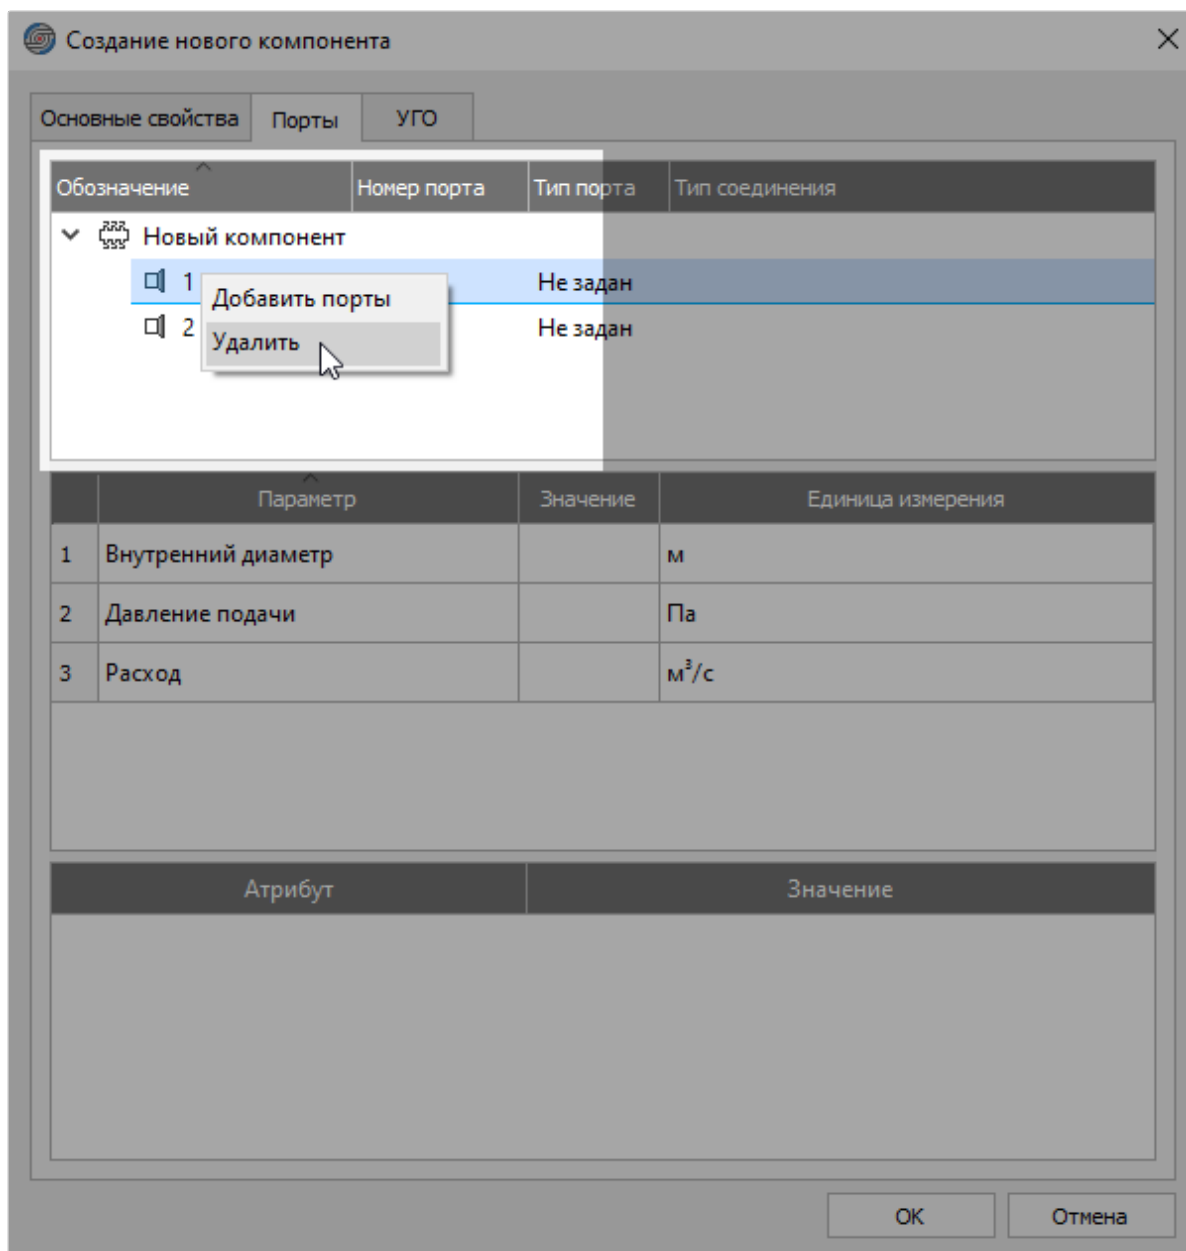 Создание нового компонента
Основные свойства Порты УГО
Обозначение Номер порта Тип порта Тип соединения
Новый компонент
1 Не задан
Добавить порты
2 Не задан
Удалить
Параметр Значение Единица измерения
1 Внутренний диаметр м
2 Давление подачи Па
3 Расход м³/с
Атрибут Значение
OK Отмена